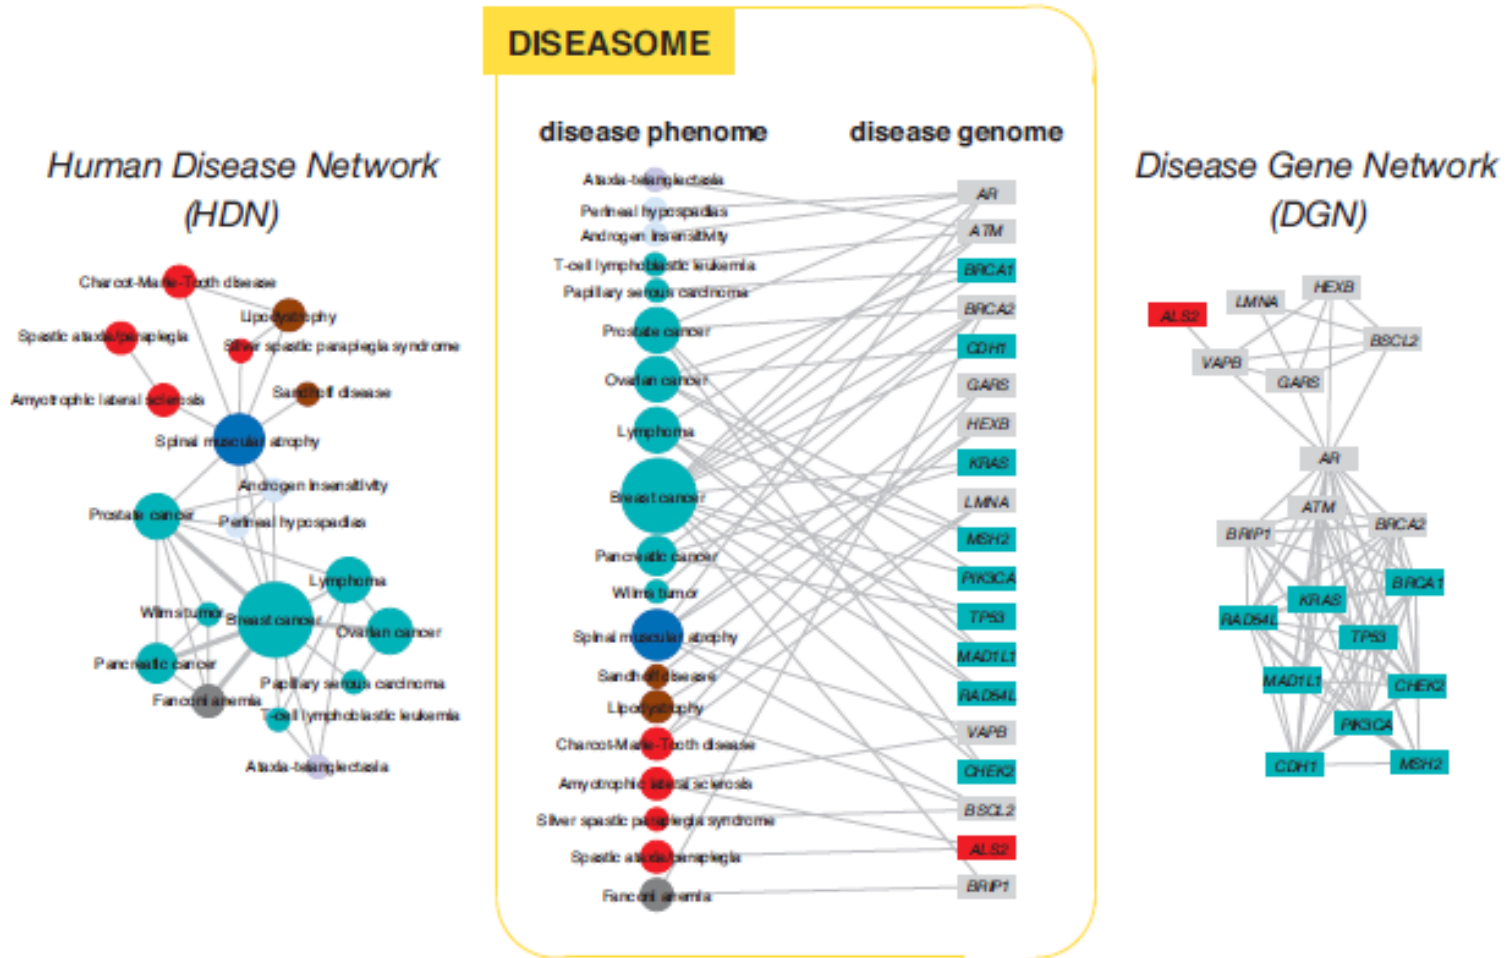 DISEASOME
Human Disease Network
(HDN)
Charcot-Marie-Tooth disease
Lipodystrophy
Spastic ataxia/paraplegia
Silver spastic paraplegia syndrome
Amyotrophic lateral sclerosis
Sandhoff disease
Spinal muscular atrophy
Androgen insensitivity
Prostate cancer
Perineal hypospadias
Lymphoma
Wilms tumor
Breast cancer
Ovarian cancer
Pancreatic cancer
Papillary serous carcinoma
Fanconi anemia
T-cell lymphoblastic leukemia
Ataxia-telangiectasia
disease phenome
Ataxia-telangiectasia
Perineal hypospadias
Androgen insensitivity
T-cell lymphoblastic leukemia
Papillary serous carcinoma
Prostate cancer
Ovarian cancer
Lymphoma
Breast cancer
Pancreatic cancer
Wilms tumor
Spinal muscular atrophy
Sandhoff disease
Lipodystrophy
Charcot-Marie-Tooth disease
Amyotrophic lateral sclerosis
Silver spastic paraplegia syndrome
Spastic ataxia/paraplegia
Fanconi anemia
disease genome
AR
ATM
BRCA1
BRCA2
CDH1
GARS
HEXB
KRAS
LMNA
MSH2
PIK3CA
TP53
MAD1L1
RAD54L
VAPB
CHEK2
BSCL2
ALS2
BRIP1
Disease Gene Network
(DGN)
HEXB
LMNA
ALS2
BSCL2
VAPB
GARS
AR
ATM
BRCA2
BRIP1
BRCA1
KRAS
RAD54L
TP53
MAD1L1
CHEK2
PIK3CA
CDH1
MSH2